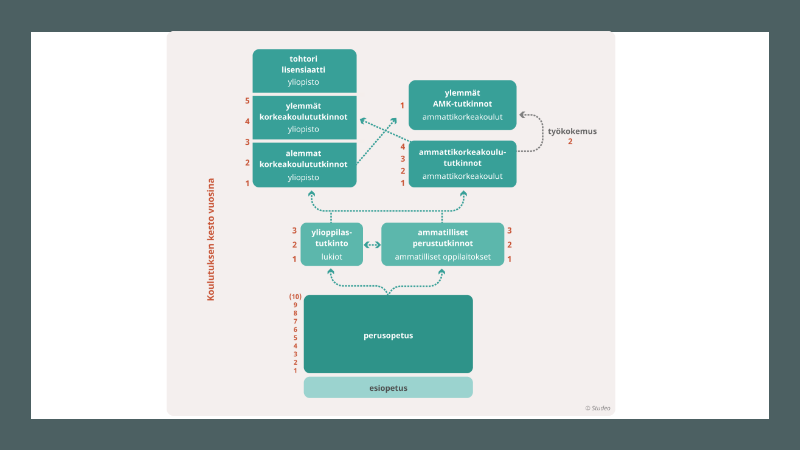 tohtori
lisensiaatti
yliopisto
5
4
3
2
1
ylemmät
korkeakoulututkinnot
yliopisto
alemmat
korkeakoulututkinnot
yliopisto
1
ylemmät
AMK-tutkinnot
ammattikorkeakoulut
työkokemus
2
4
3
2
1
ammattikorkeakoulu-
tutkinnot
ammattikorkeakoulut
Koulutuksen kesto vuosina
3
2
1
ylioppilas-
tutkinto
lukiot
ammatilliset
perustutkinnot
ammatilliset oppilaitokset
3
2
1
(10)
9
8
7
6
5
4
3
2
1
perusopetus
esiopetus
© Studeo